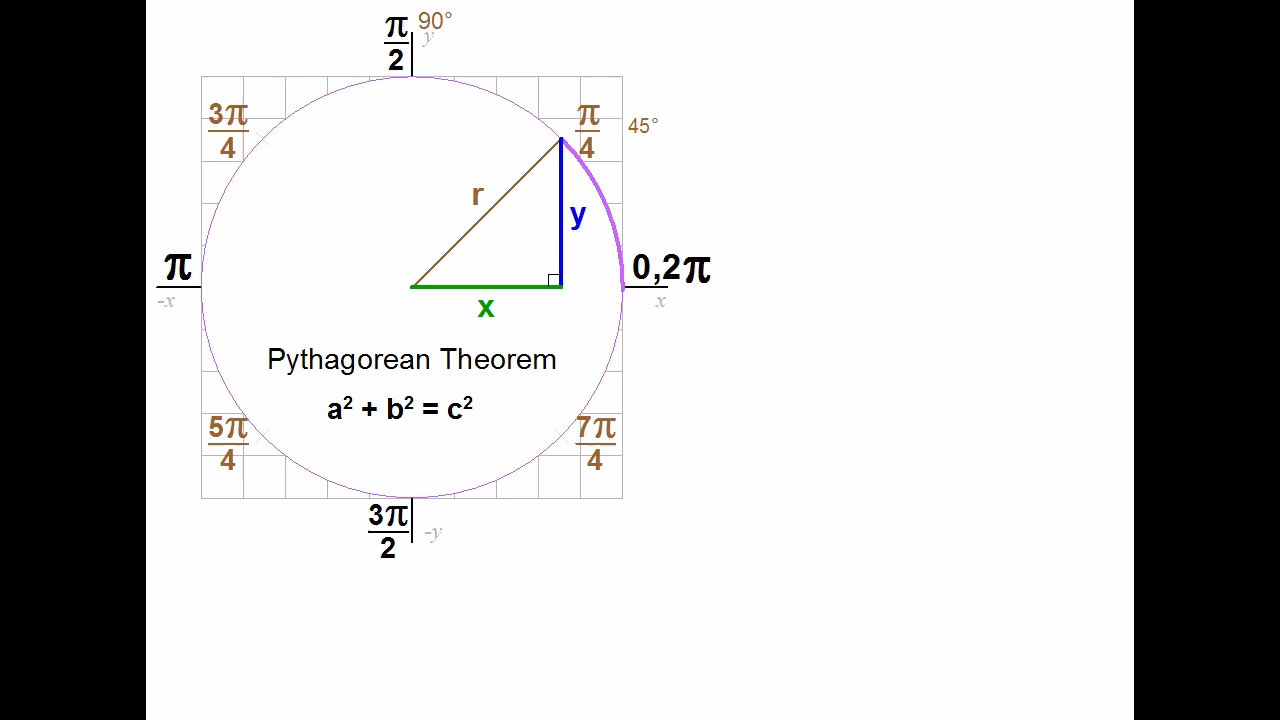 π/2 90°
y
3π/4
π/4 45°
r
y
π
0,2π
-x
x
x
Pythagorean Theorem
a² + b² = c²
5π/4
7π/4
3π/2
-y